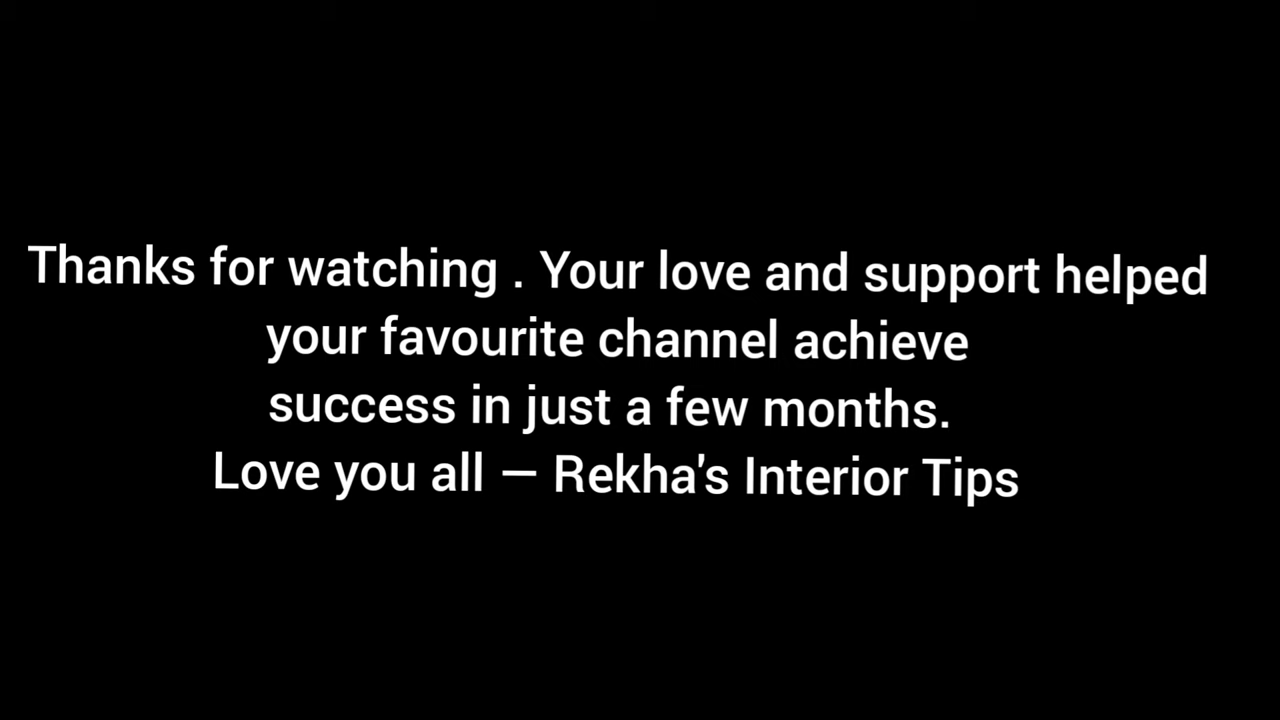 Thanks for watching . Your love and support helped
your favourite channel achieve
success in just a few months.
Love you all — Rekha's Interior Tips